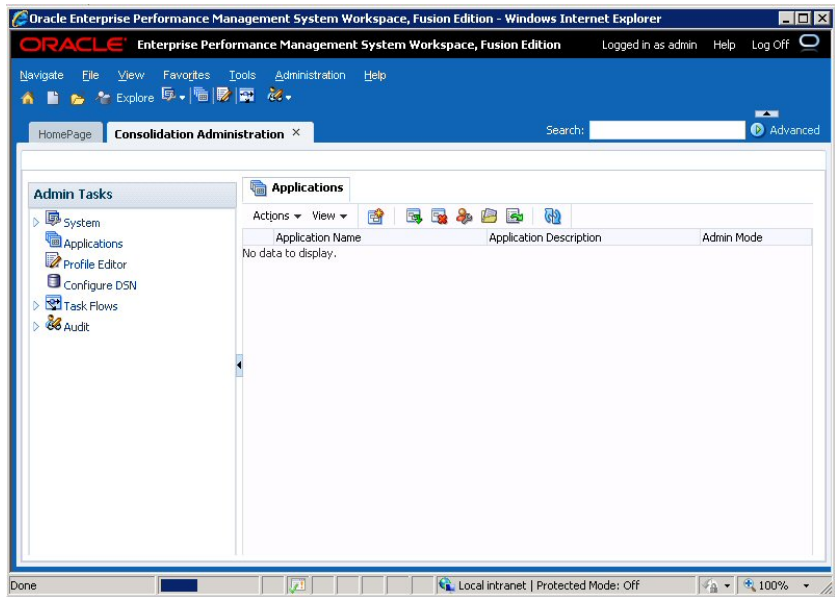 Oracle Enterprise Performance Management System Workspace, Fusion Edition - Windows Internet Explorer
ORACLE Enterprise Performance Management System Workspace, Fusion Edition Logged in as admin Help Log Off
Navigate File View Favorites Tools Administration Help
Explore
HomePage Consolidation Administration × Search: Advanced
Admin Tasks
System
Applications
Profile Editor
Configure DSN
Task Flows
Audit
Applications
Actions View
Application Name Application Description Admin Mode
No data to display.
Done Local intranet | Protected Mode: Off 100%